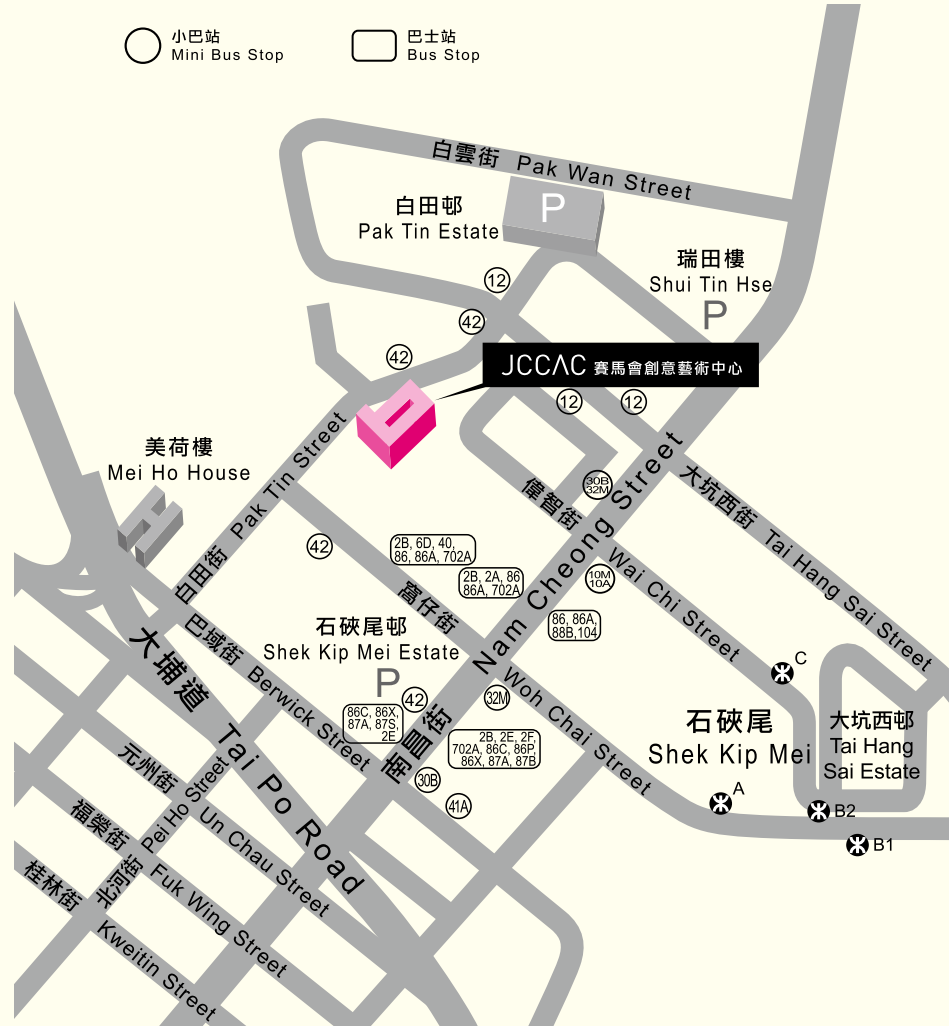 小巴站
Mini Bus Stop
巴士站
Bus Stop
白雲街 Pak Wan Street
白田邨
Pak Tin Estate
P
瑞田樓
Shui Tin Hse
P
12
42
42
JCCAC 賽馬會創意藝術中心
12
12
美荷樓
Mei Ho House
白田街 Pak Tin Street
30B
32M
偉智街 Wai Chi Street
大坑西街 Tai Hang Sai Street
42
2B, 6D, 40,
86, 86A, 702A
2B, 2A, 86
86A, 702A
10M
10A
86, 86A,
88B,104
窩仔街 Woh Chai Street
南昌街 Nam Cheong Street
巴域街 Berwick Street
石硤尾邨
Shek Kip Mei Estate
P
42
32M
86C, 86X,
87A, 87S,
2E
2B, 2E, 2F,
702A, 86C, 86P,
86X, 87A, 87B
30B
41A
C
石硤尾
Shek Kip Mei
大坑西邨
Tai Hang
Sai Estate
A
B2
B1
大埔道 Tai Po Road
元州街 Un Chau Street
北河街 Pei Ho Street
福榮街 Fuk Wing Street
桂林街 Kweitin Street